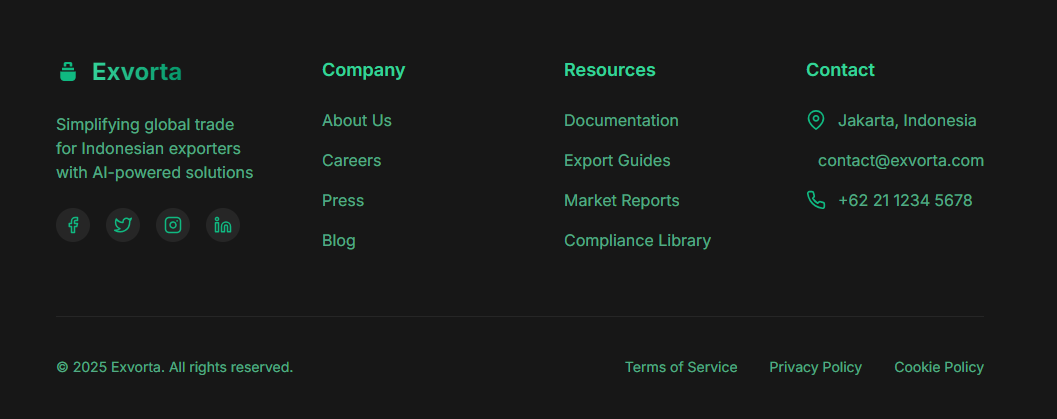 Exvorta
Simplifying global trade
for Indonesian exporters
with AI-powered solutions
Company
About Us
Careers
Press
Blog
Resources
Documentation
Export Guides
Market Reports
Compliance Library
Contact
Jakarta, Indonesia
contact@exvorta.com
+62 21 1234 5678
© 2025 Exvorta. All rights reserved.
Terms of Service
Privacy Policy
Cookie Policy